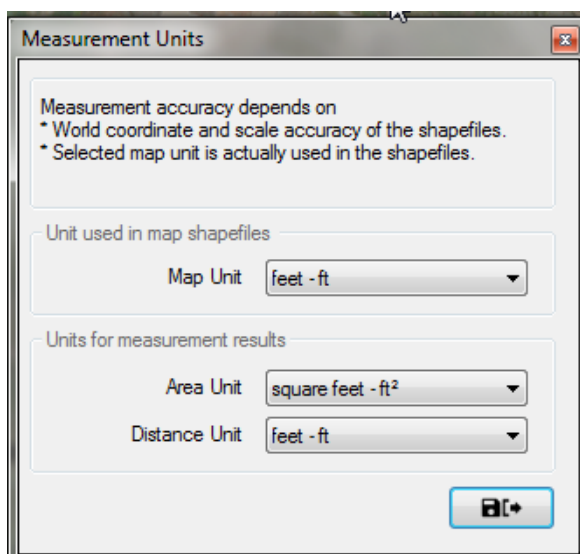 Measurement Units
Measurement accuracy depends on
* World coordinate and scale accuracy of the shapefiles.
* Selected map unit is actually used in the shapefiles.
Unit used in map shapefiles
Map Unit feet - ft
Units for measurement results
Area Unit square feet - ft²
Distance Unit feet - ft